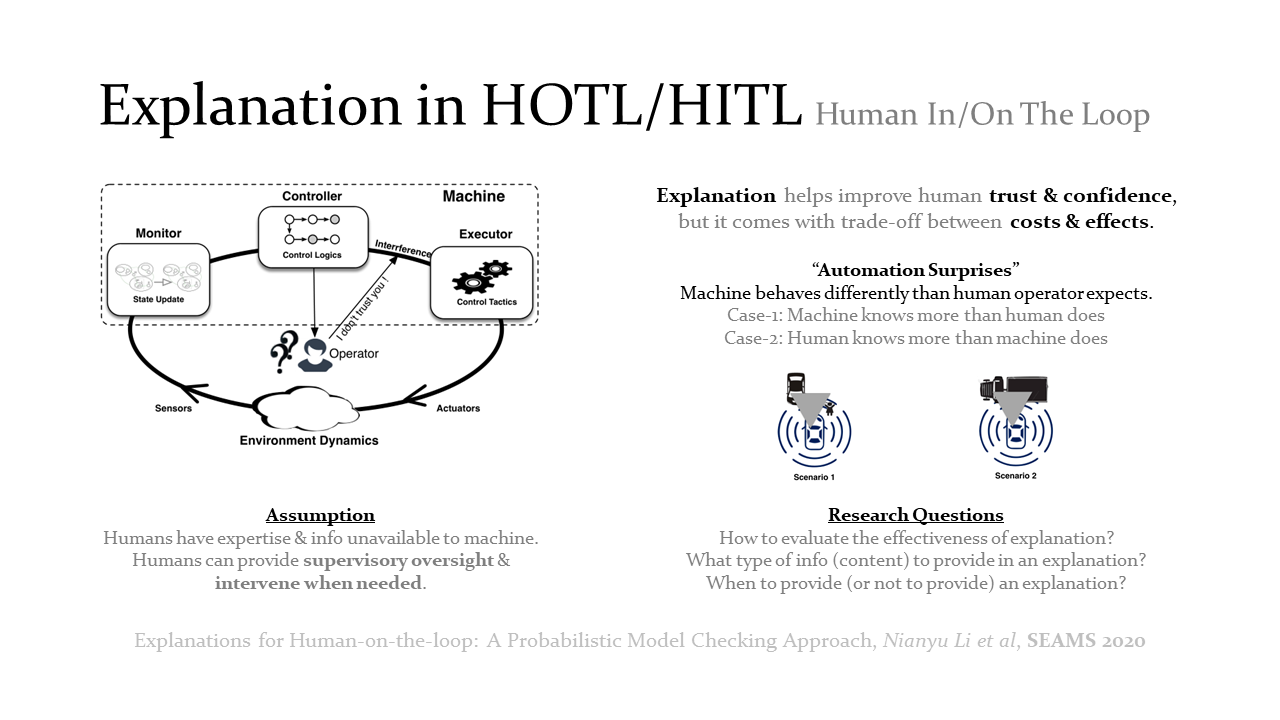 Explanation in HOTL/HITL Human In/On The Loop
Controller
Machine
Monitor
Control Logics
Interrference
Executor
State Update
Control Tactics
I don't trust you !
??
Operator
Sensors
Actuators
Environment Dynamics
Explanation helps improve human trust & confidence,
but it comes with trade-off between costs & effects.
“Automation Surprises”
Machine behaves differently than human operator expects.
Case-1: Machine knows more than human does
Case-2: Human knows more than machine does
Scenario 1
Scenario 2
Assumption
Humans have expertise & info unavailable to machine.
Humans can provide supervisory oversight &
intervene when needed.
Research Questions
How to evaluate the effectiveness of explanation?
What type of info (content) to provide in an explanation?
When to provide (or not to provide) an explanation?
Explanations for Human-on-the-loop: A Probabilistic Model Checking Approach, Nianyu Li et al, SEAMS 2020